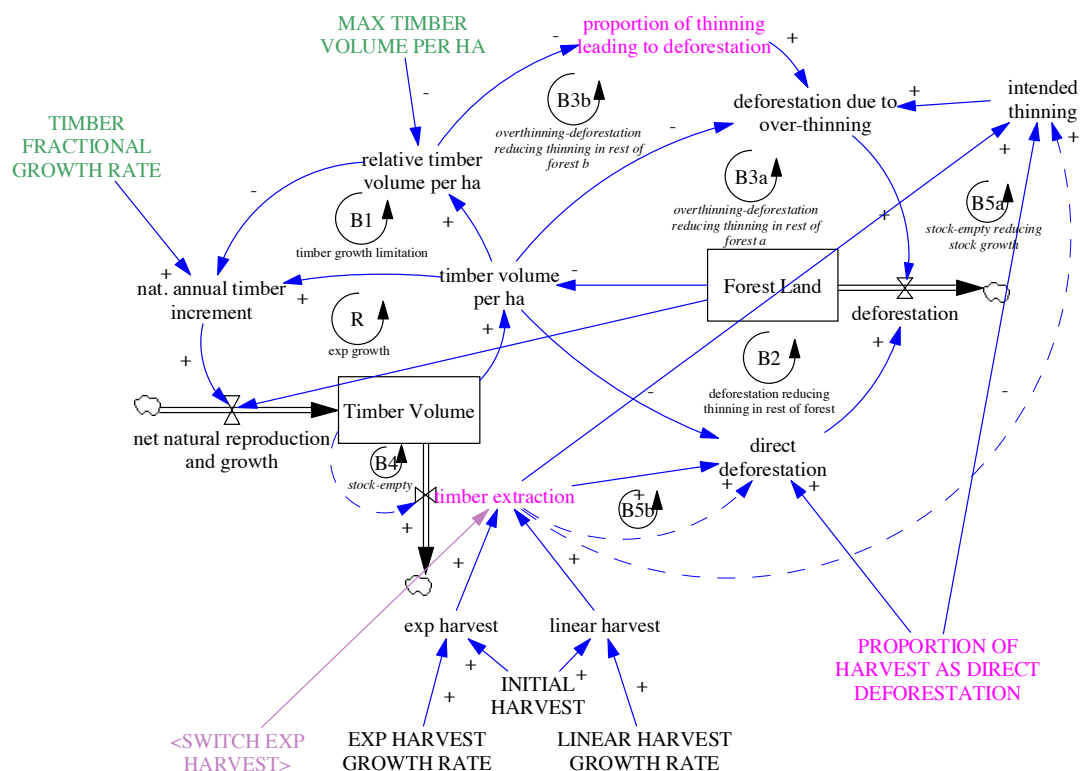 MAX TIMBER
VOLUME PER HA
proportion of thinning
leading to deforestation
TIMBER
FRACTIONAL
GROWTH RATE
relative timber
volume per ha
B3b
overthinning-deforestation
reducing thinning in rest of
forest b
deforestation due to
over-thinning
intended
thinning
B1
timber growth limitation
B3a
overthinning-deforestation
reducing thinning in rest of
forest a
B5a
stock-empty reducing
stock growth
nat. annual timber
increment
timber volume
per ha
Forest Land
deforestation
R
exp growth
B2
deforestation reducing
thinning in rest of forest
Timber Volume
net natural reproduction
and growth
B4
stock-empty
timber extraction
direct
deforestation
B5b
exp harvest
linear harvest
INITIAL
HARVEST
PROPORTION OF
HARVEST AS DIRECT
DEFORESTATION
<SWITCH EXP
HARVEST>
EXP HARVEST
GROWTH RATE
LINEAR HARVEST
GROWTH RATE